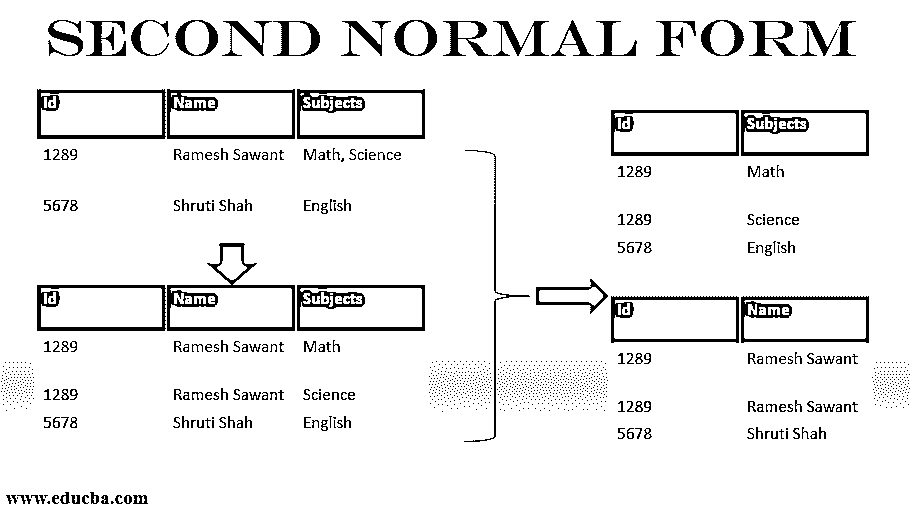 SECOND NORMAL FORM
Id Name Subjects
1289 Ramesh Sawant Math, Science
5678 Shruti Shah English
Id Name Subjects
1289 Ramesh Sawant Math
1289 Ramesh Sawant Science
5678 Shruti Shah English
Id Subjects
1289 Math
1289 Science
5678 English
Id Name
1289 Ramesh Sawant
1289 Ramesh Sawant
5678 Shruti Shah
www.educba.com